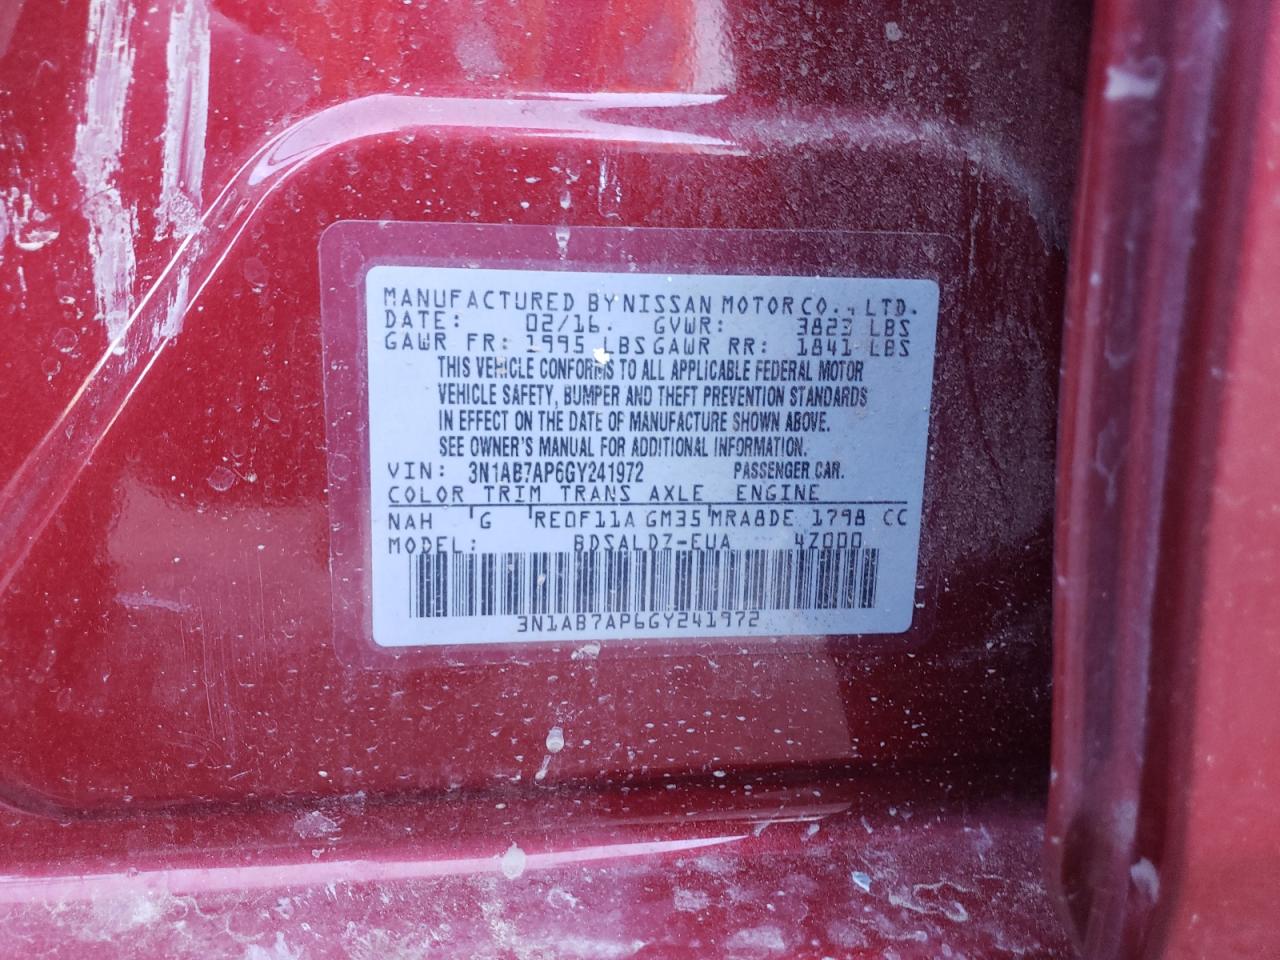 MANUFACTURED BY NISSAN MOTOR CO., LTD.
DATE: 02/16. GVWR: 3823 LBS
GAWR FR: 1995 LBS GAWR RR: 1841 LBS
THIS VEHICLE CONFORMS TO ALL APPLICABLE FEDERAL MOTOR
VEHICLE SAFETY, BUMPER AND THEFT PREVENTION STANDARDS
IN EFFECT ON THE DATE OF MANUFACTURE SHOWN ABOVE.
SEE OWNER'S MANUAL FOR ADDITIONAL INFORMATION.
VIN: 3N1AB7AP6GY241972 PASSENGER CAR.
COLOR TRIM TRANS AXLE ENGINE
NAH G RE0F11A GM35 MRA8DE 1798 CC
MODEL: BDSALDZ-EUA 4Z000
3N1AB7AP6GY241972